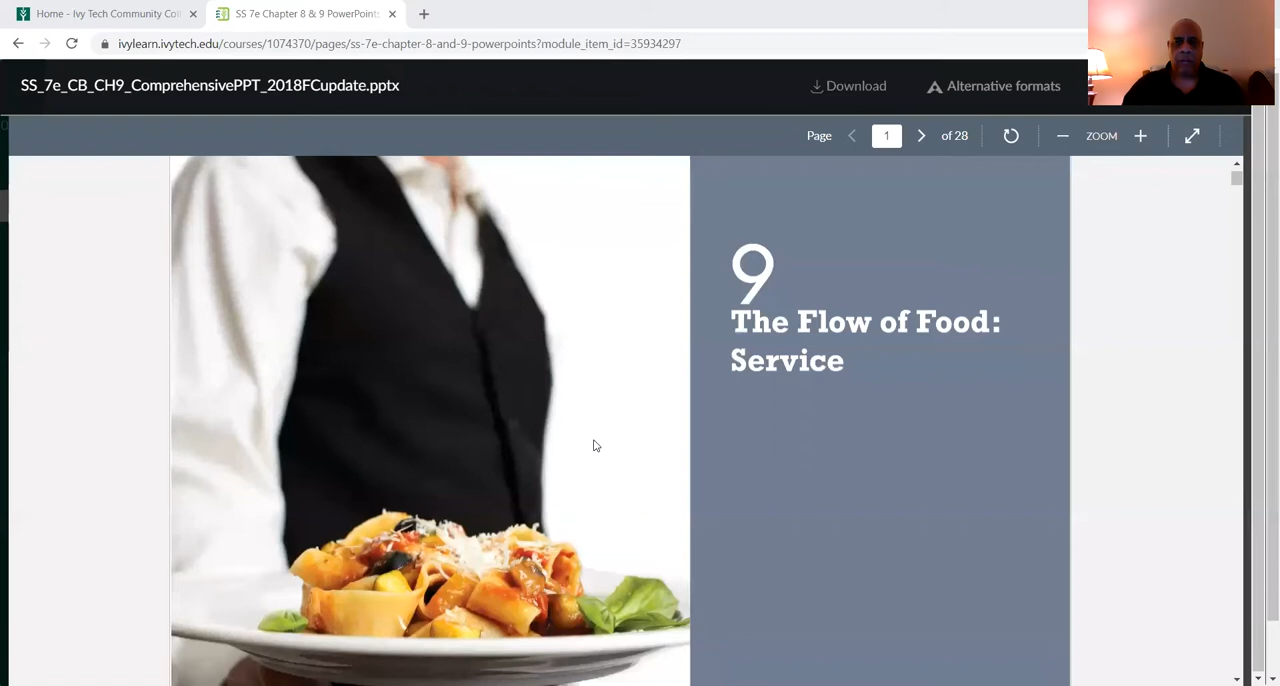 Home - Ivy Tech Community Coll
SS 7e Chapter 8 & 9 PowerPoints
ivylearn.ivytech.edu/courses/1074370/pages/ss-7e-chapter-8-and-9-powerpoints?module_item_id=35934297
SS_7e_CB_CH9_ComprehensivePPT_2018FCupdate.pptx
Download
Alternative formats
Page 1 of 28
ZOOM
9
The Flow of Food:
Service